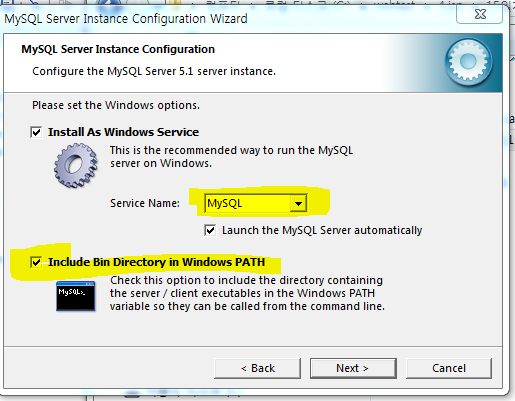 MySQL Server Instance Configuration Wizard
MySQL Server Instance Configuration
Configure the MySQL Server 5.1 server instance.
Please set the Windows options.
Install As Windows Service
This is the recommended way to run the MySQL
server on Windows.
Service Name:
MySQL
Launch the MySQL Server automatically
Include Bin Directory in Windows PATH
Check this option to include the directory containing
the server / client executables in the Windows PATH
variable so they can be called from the command line.
< Back
Next >
Cancel